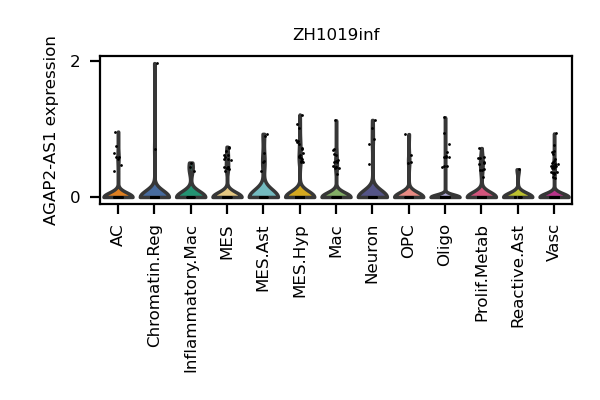 ZH1019inf
AGAP2-AS1 expression
2
0
AC
Chromatin.Reg
Inflammatory.Mac
MES
MES.Ast
MES.Hyp
Mac
Neuron
OPC
Oligo
Prolif.Metab
Reactive.Ast
Vasc